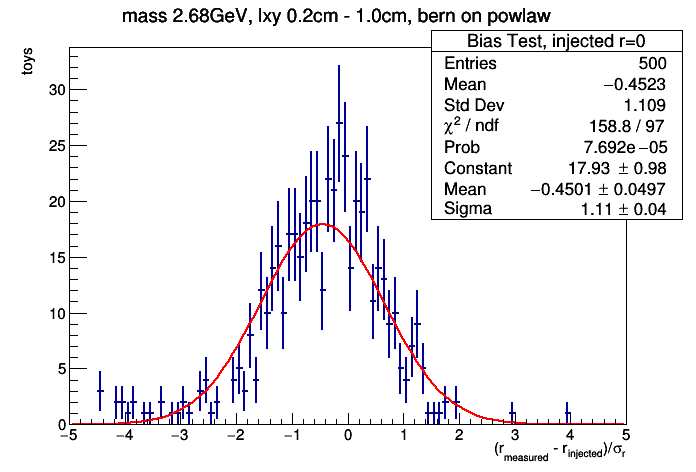 mass 2.68GeV, lxy 0.2cm - 1.0cm, bern on powlaw
toys
Bias Test, injected r=0
Entries 500
Mean −0.4523
Std Dev 1.109
χ² / ndf 158.8 / 97
Prob 7.692e−05
Constant 17.93 ± 0.98
Mean −0.4501 ± 0.0497
Sigma 1.11 ± 0.04
30
25
20
15
10
5
0
−5 −4 −3 −2 −1 0 1 2 3 4 5
(r_measured - r_injected)/σ_r